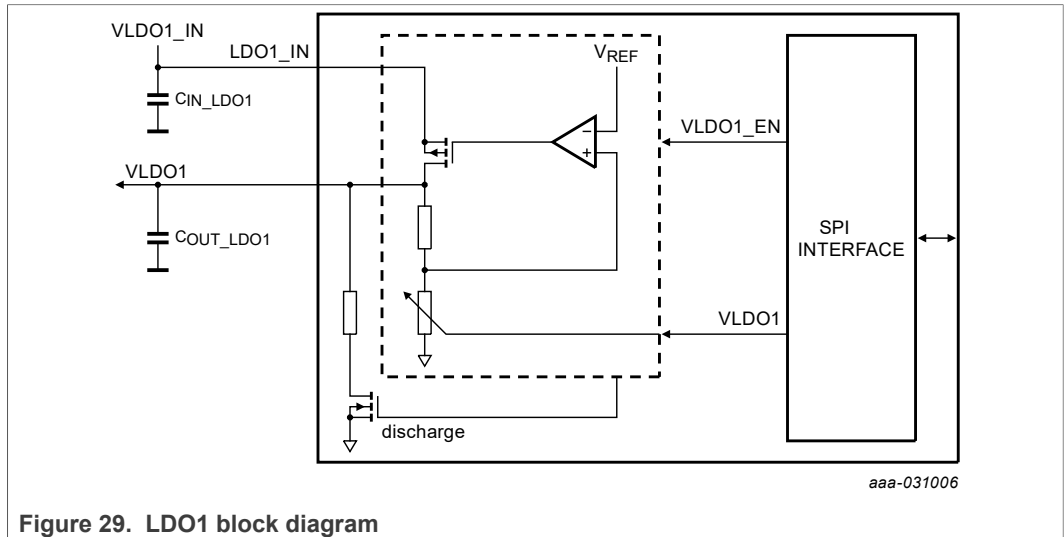 VLDO1_IN
LDO1_IN
VREF
CIN_LDO1
−
+
VLDO1_EN
VLDO1
COUT_LDO1
SPI
INTERFACE
VLDO1
discharge
aaa-031006
Figure 29. LDO1 block diagram